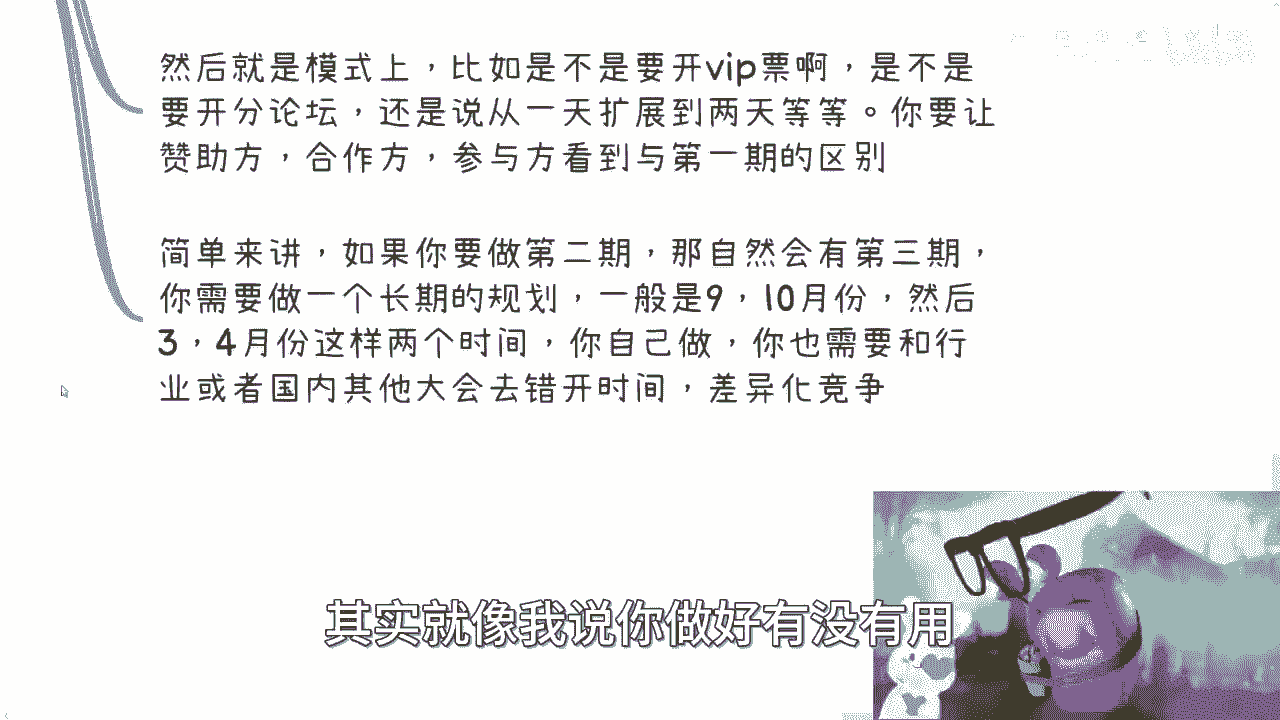 然后就是模式上，比如是不是要开vip票啊，是不是
要开分论坛，还是说从一天扩展到两天等等。你要让
赞助方，合作方，参与方看到与第一期的区别
简单来讲，如果你要做第二期，那自然会有第三期，
你需要做一个长期的规划，一般是9，10月份，然后
3，4月份这样两个时间，你自己做，你也需要和行
业或者国内其他大会去错开时间，差异化竞争
其实就像我说你做好有没有用